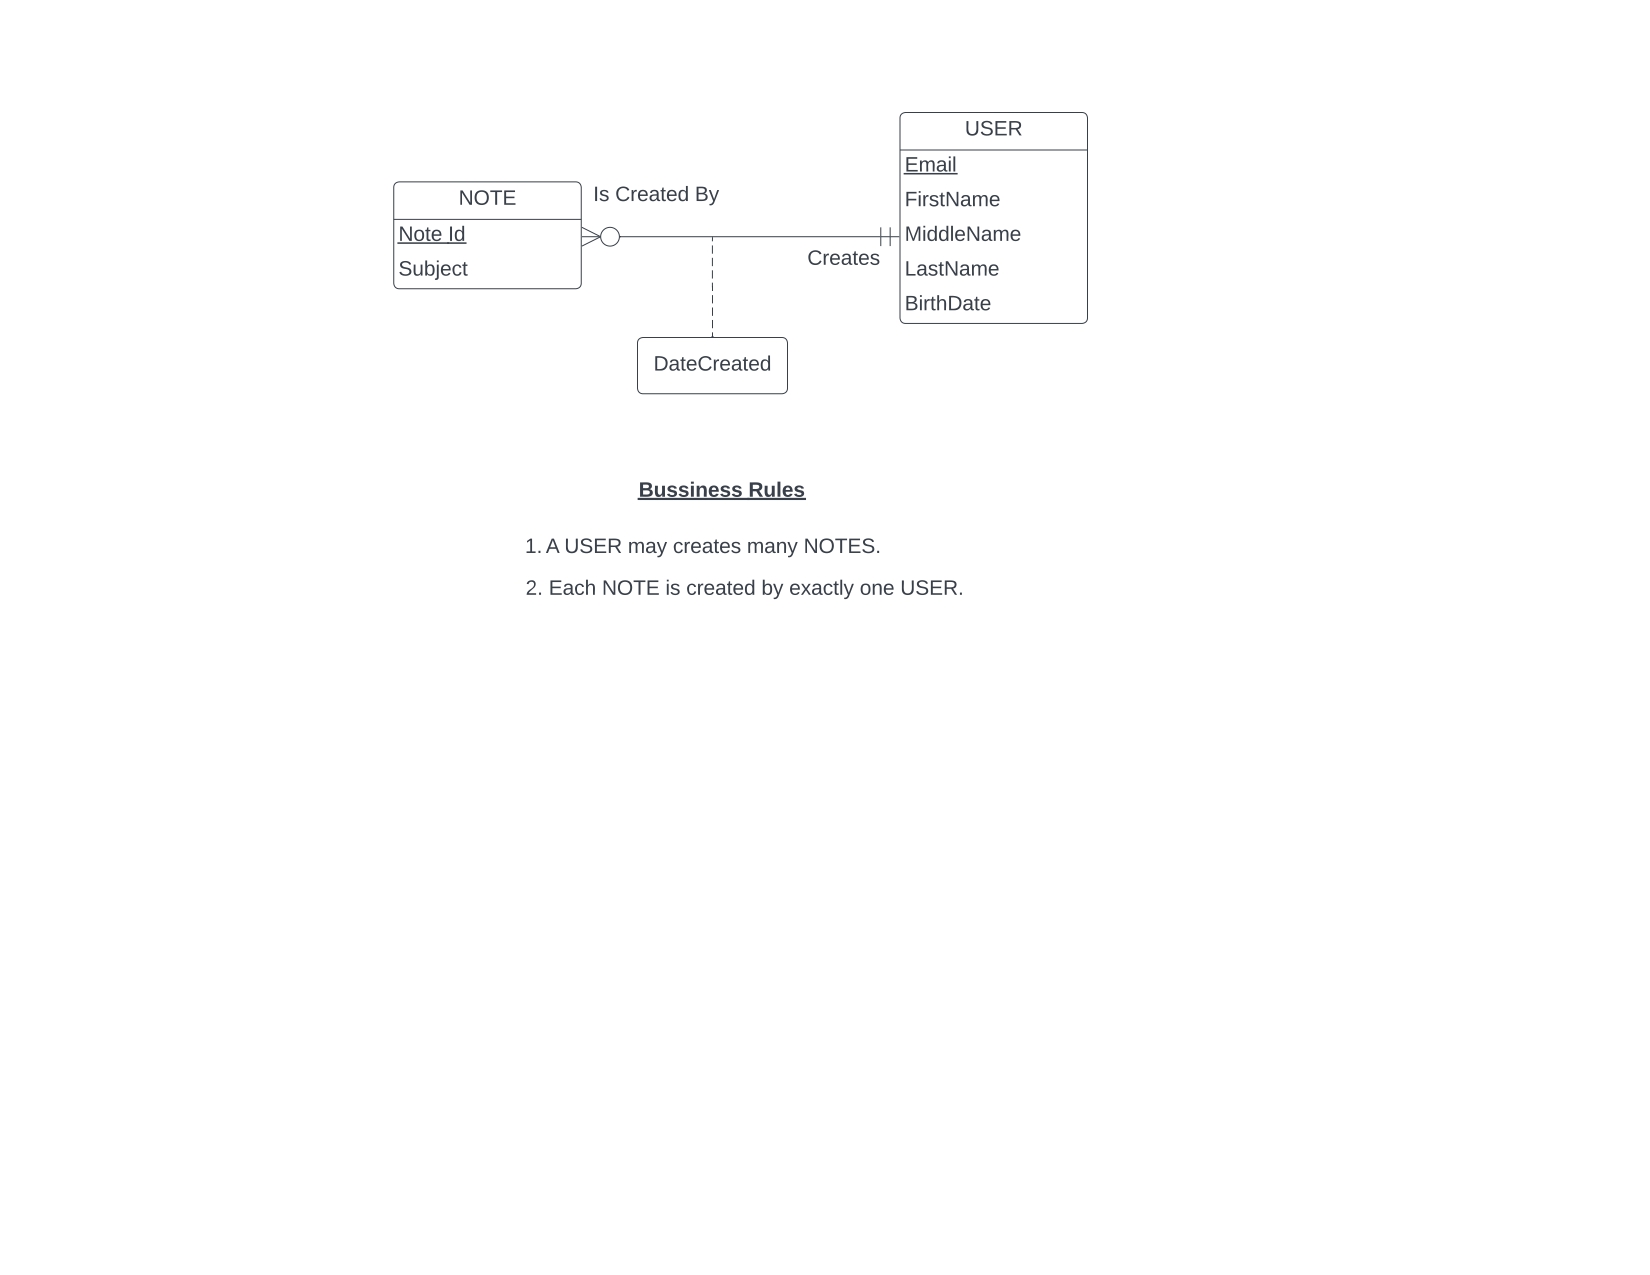 USER
Email
FirstName
MiddleName
LastName
BirthDate
NOTE
Note Id
Subject
Is Created By
Creates
DateCreated
Bussiness Rules
1. A USER may creates many NOTES.
2. Each NOTE is created by exactly one USER.